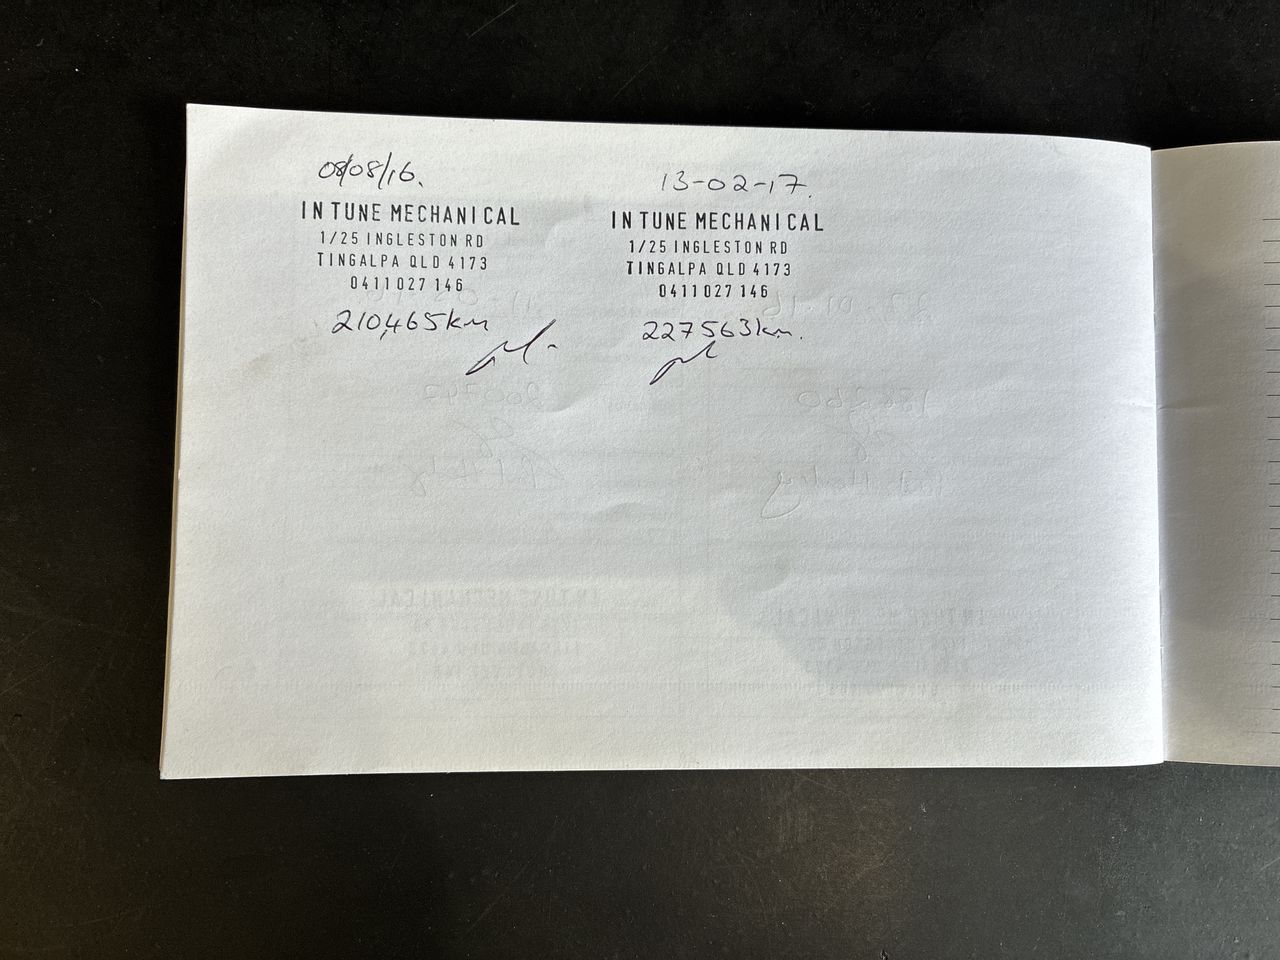 08/08/16.
IN TUNE MECHANICAL
1/25 INGLESTON RD
TINGALPA QLD 4173
0411 027 146
210,465km
13-02-17.
IN TUNE MECHANICAL
1/25 INGLESTON RD
TINGALPA QLD 4173
0411 027 146
227563km.